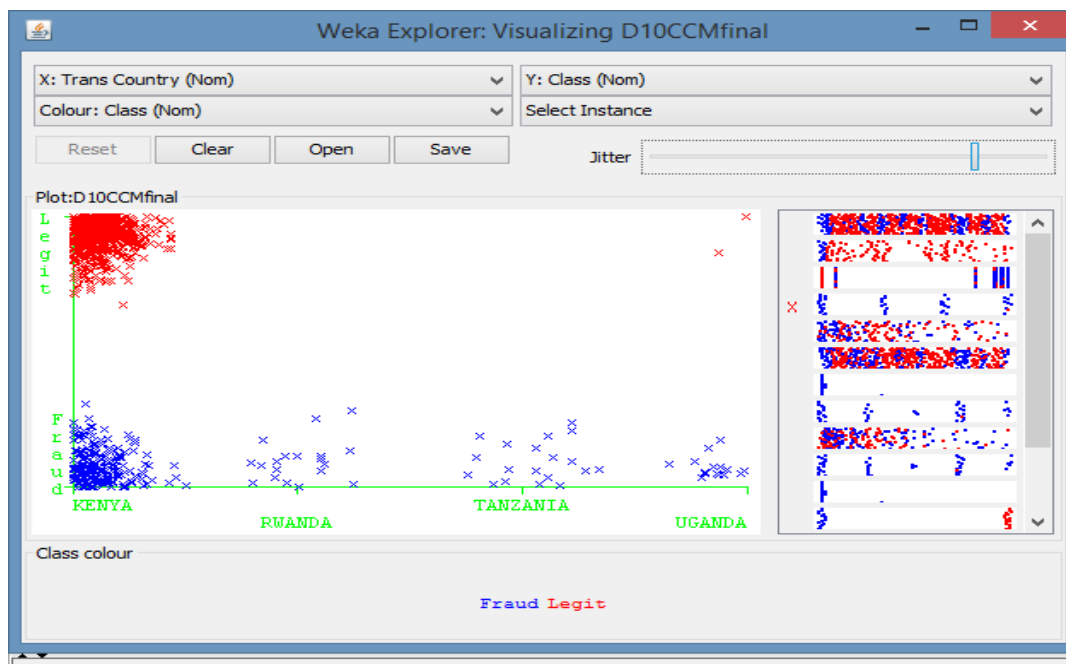 Weka Explorer: Visualizing D10CCMfinal
X: Trans Country (Nom) Y: Class (Nom)
Colour: Class (Nom) Select Instance
Reset Clear Open Save Jitter
Plot:D10CCMfinal
Legit
Fraud
KENYA TANZANIA
RWANDA UGANDA
Class colour
Fraud Legit